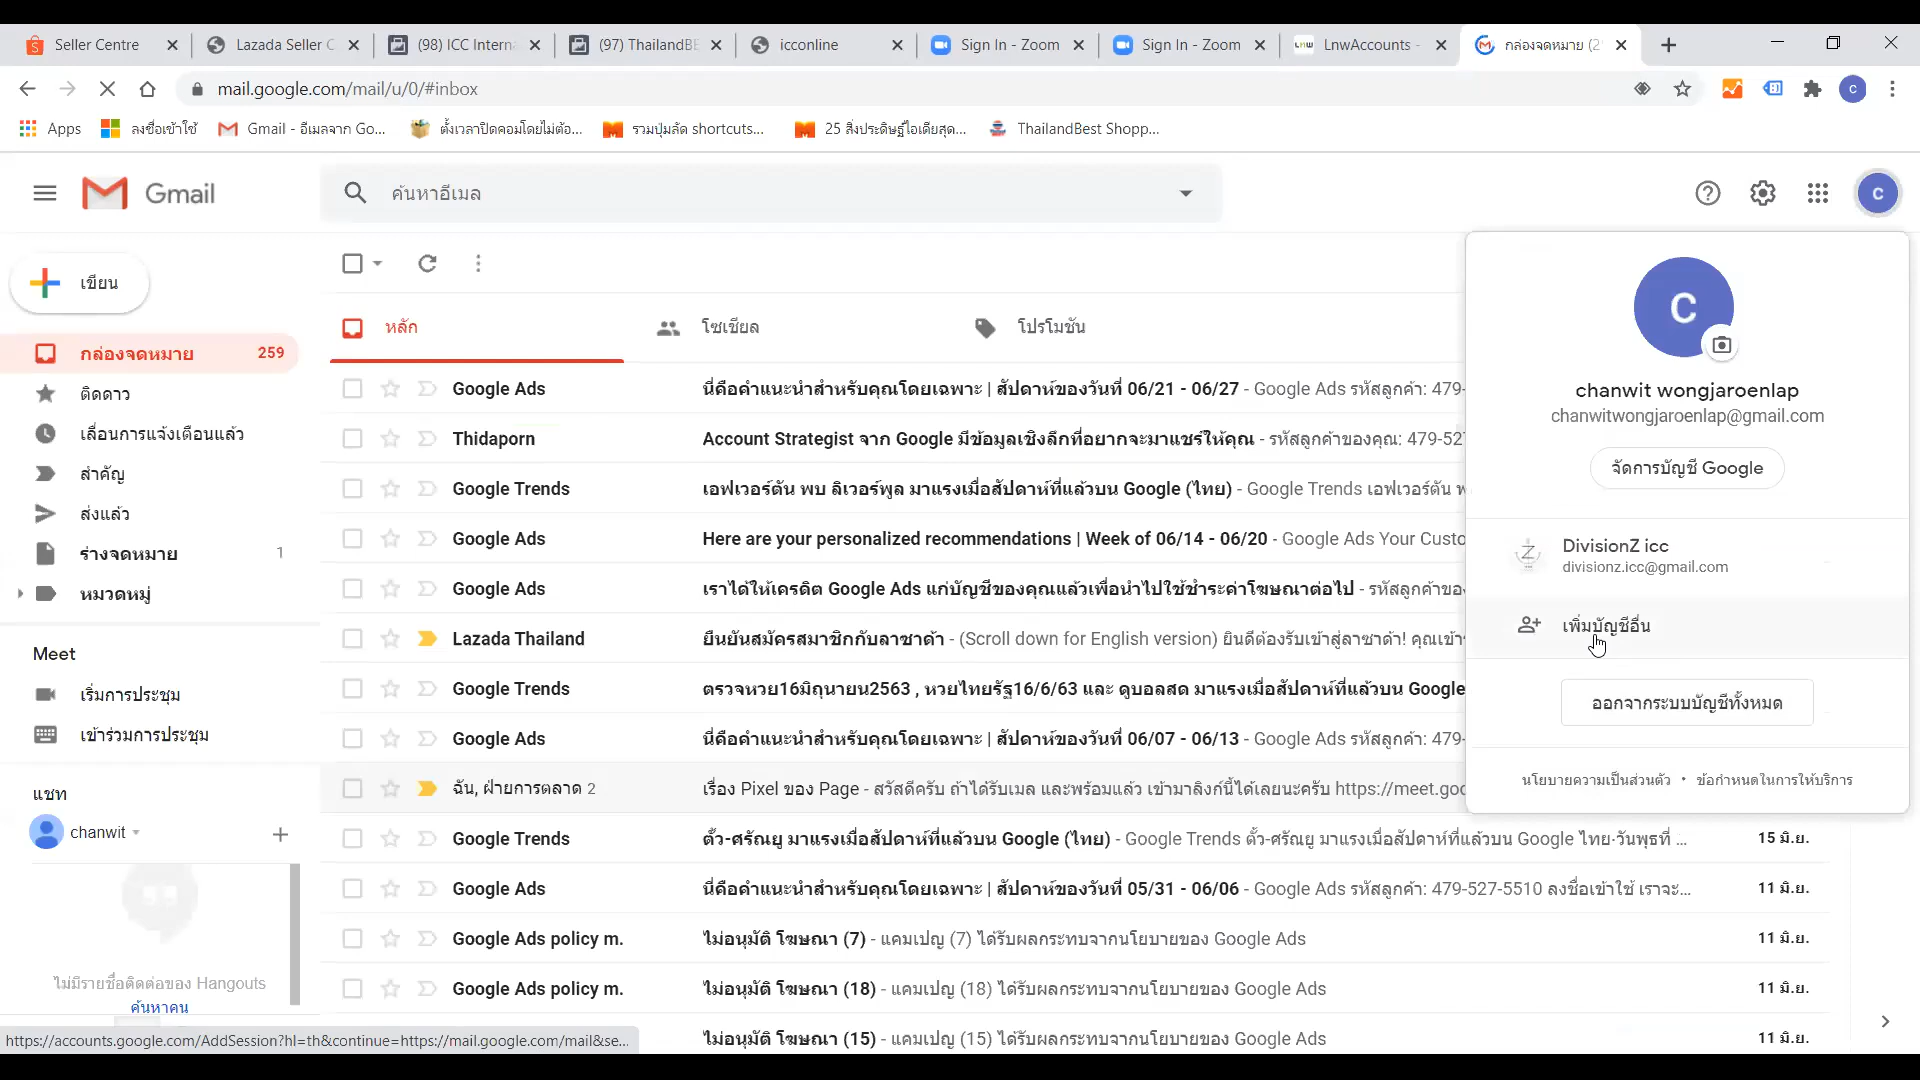 Seller Centre
Lazada Seller C
(98) ICC Intern
(97) ThailandBE
icconline
Sign In - Zoom
Sign In - Zoom
LnwAccounts -
กล่องจดหมาย (2
mail.google.com/mail/u/0/#inbox
Apps
ลงชื่อเข้าใช้
Gmail - อีเมลจาก Go...
ตั้งเวลาปิดคอมโดยไม่ต้อ...
รวมปุ่มลัด shortcuts...
25 สิ่งประดิษฐ์ไอเดียสุด...
ThailandBest Shopp...
Gmail
ค้นหาอีเมล
C
เขียน
กล่องจดหมาย 259
ติดดาว
เลื่อนการแจ้งเตือนแล้ว
สำคัญ
ส่งแล้ว
ร่างจดหมาย 1
หมวดหมู่
Meet
เริ่มการประชุม
เข้าร่วมการประชุม
แชท
chanwit
ไม่มีรายชื่อติดต่อของ Hangouts
ค้นหาคน
หลัก
โซเชียล
โปรโมชัน
Google Ads นี่คือคำแนะนำสำหรับคุณโดยเฉพาะ | สัปดาห์ของวันที่ 06/21 - 06/27 - Google Ads รหัสลูกค้า: 479-
Thidaporn Account Strategist จาก Google มีข้อมูลเชิงลึกที่อยากจะมาแชร์ให้คุณ - รหัสลูกค้าของคุณ: 479-527
Google Trends เอฟเวอร์ตัน พบ ลิเวอร์พูล มาแรงเมื่อสัปดาห์ที่แล้วบน Google (ไทย) - Google Trends เอฟเวอร์ตัน พ
Google Ads Here are your personalized recommendations | Week of 06/14 - 06/20 - Google Ads Your Custo
Google Ads เราได้ให้เครดิต Google Ads แก่บัญชีของคุณแล้วเพื่อนำไปใช้ชำระค่าโฆษณาต่อไป - รหัสลูกค้าของ
Lazada Thailand ยืนยันสมัครสมาชิกกับลาซาด้า - (Scroll down for English version) ยินดีต้องรับเข้าสู่ลาซาด้า! คุณเข้า
Google Trends ตรวจหวย16มิถุนายน2563 , หวยไทยรัฐ16/6/63 และ ดูบอลสด มาแรงเมื่อสัปดาห์ที่แล้วบน Google
Google Ads นี่คือคำแนะนำสำหรับคุณโดยเฉพาะ | สัปดาห์ของวันที่ 06/07 - 06/13 - Google Ads รหัสลูกค้า: 479-
ฉัน, ฝ่ายการตลาด 2 เรื่อง Pixel ของ Page - สวัสดีครับ ถ้าได้รับเมล และพร้อมแล้ว เข้ามาลิงก์นี้ได้เลยนะครับ https://meet.goo
Google Trends ตั๊ว-ศรัณยู มาแรงเมื่อสัปดาห์ที่แล้วบน Google (ไทย) - Google Trends ตั๊ว-ศรัณยู มาแรงเมื่อสัปดาห์ที่แล้วบน Google ไทย·วันพุธที่ ... 15 มิ.ย.
Google Ads นี่คือคำแนะนำสำหรับคุณโดยเฉพาะ | สัปดาห์ของวันที่ 05/31 - 06/06 - Google Ads รหัสลูกค้า: 479-527-5510 ลงชื่อเข้าใช้ เราจะ... 11 มิ.ย.
Google Ads policy m. ไม่อนุมัติ โฆษณา (7) - แคมเปญ (7) ได้รับผลกระทบจากนโยบายของ Google Ads 11 มิ.ย.
Google Ads policy m. ไม่อนุมัติ โฆษณา (18) - แคมเปญ (18) ได้รับผลกระทบจากนโยบายของ Google Ads 11 มิ.ย.
ไม่อนุมัติ โฆษณา (15) - แคมเปญ (15) ได้รับผลกระทบจากนโยบายของ Google Ads 11 มิ.ย.
C
chanwit wongjaroenlap
chanwitwongjaroenlap@gmail.com
จัดการบัญชี Google
DivisionZ icc
divisionz.icc@gmail.com
เพิ่มบัญชีอื่น
ออกจากระบบบัญชีทั้งหมด
นโยบายความเป็นส่วนตัว • ข้อกำหนดในการให้บริการ
https://accounts.google.com/AddSession?hl=th&continue=https://mail.google.com/mail&se...